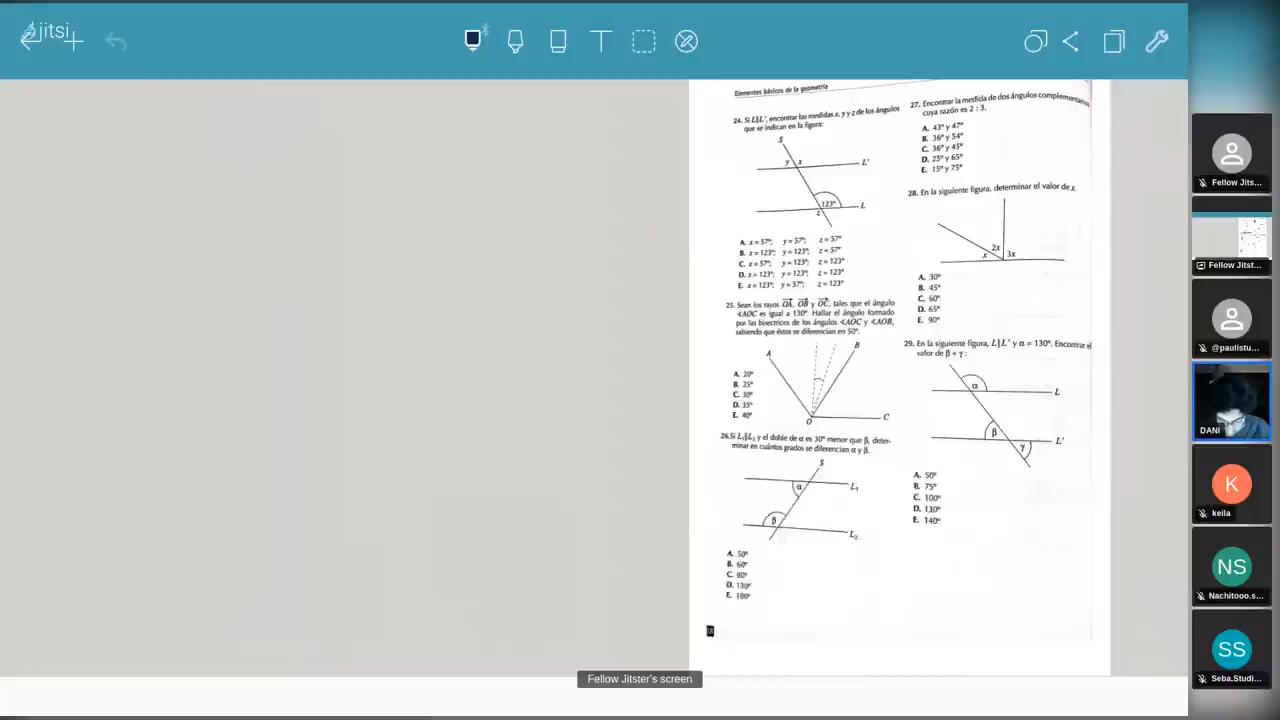 jitsi
T
Elementos básicos de la geometría
24. Si L∥L', encontrar las medidas x, y y z de los ángulos
que se indican en la figura:
S
y x
L'
123°
L
z
A. x = 57°; y = 57°; z = 57°
B. x = 123°; y = 123°; z = 57°
C. x = 57°; y = 123°; z = 123°
D. x = 123°; y = 123°; z = 123°
E. x = 123°; y = 57°; z = 123°
25. Sean los rayos OA, OB y OC, tales que el ángulo
∢AOC es igual a 130°. Hallar el ángulo formado
por las bisectrices de los ángulos ∢AOC y ∢AOB,
sabiendo que éstos se diferencian en 50°.
A
B
A. 20°
B. 25°
C. 30°
D. 35°
E. 40°
O
C
26.Si L₁∥L₂ y el doble de α es 30° menor que β, deter-
minar en cuántos grados se diferencian α y β.
S
α
L₁
β
L₂
A. 50°
B. 60°
C. 80°
D. 130°
E. 180°
27. Encontrar la medida de dos ángulos complementarios
cuya razón es 2 : 3.
A. 43° y 47°
B. 36° y 54°
C. 36° y 45°
D. 25° y 65°
E. 15° y 75°
28. En la siguiente figura, determinar el valor de x
2x
x
3x
A. 30°
B. 45°
C. 60°
D. 65°
E. 90°
29. En la siguiente figura, L∥L' y α = 130°. Encontrar el
valor de β + γ:
α
L
β
L'
γ
A. 50°
B. 75°
C. 100°
D. 130°
E. 140°
Fellow Jitster's screen
Fellow Jits...
Fellow Jitst...
@paulistu...
DANI
K
keila
NS
Nachitooo.s...
SS
Seba.Studi...